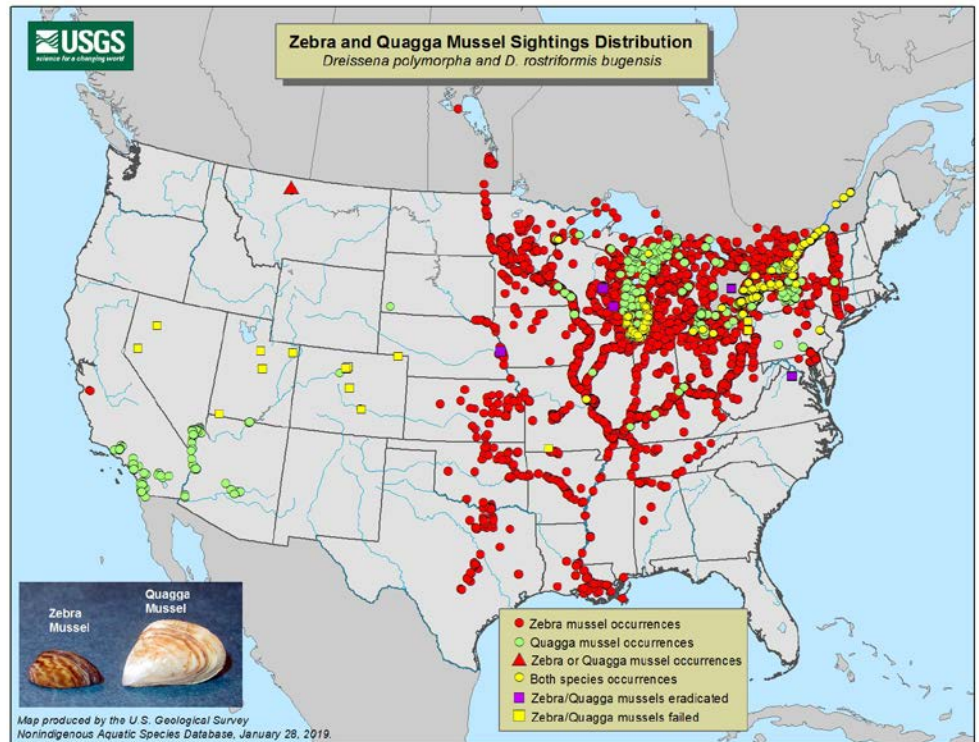 USGS
science for a changing world
Zebra and Quagga Mussel Sightings Distribution
Dreissena polymorpha and D. rostriformis bugensis
Zebra
Mussel
Quagga
Mussel
Map produced by the U.S. Geological Survey
Nonindigenous Aquatic Species Database, January 28, 2019.
Zebra mussel occurrences
Quagga mussel occurrences
Zebra or Quagga mussel occurrences
Both species occurrences
Zebra/Quagga mussels eradicated
Zebra/Quagga mussels failed